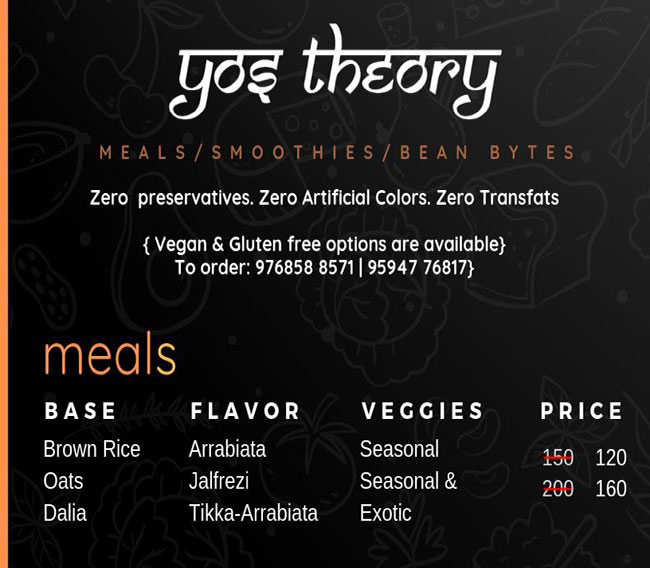 yos theory
MEALS/SMOOTHIES/BEAN BYTES
Zero preservatives. Zero Artificial Colors. Zero Transfats
{ Vegan & Gluten free options are available}
To order: 976858 8571 | 95947 76817}
meals
BASE FLAVOR VEGGIES PRICE
Brown Rice Arrabiata Seasonal 150 120
Oats Jalfrezi Seasonal & 200 160
Dalia Tikka-Arrabiata Exotic